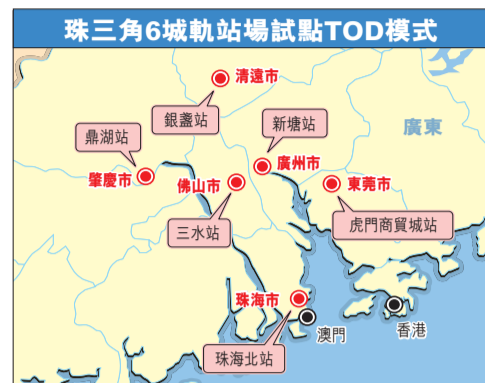 珠三角6城軌站場試點TOD模式
清遠市
銀盞站
新塘站
廣東
鼎湖站
廣州市
肇慶市
佛山市
東莞市
三水站
虎門商貿城站
珠海市
澳門
香港
珠海北站